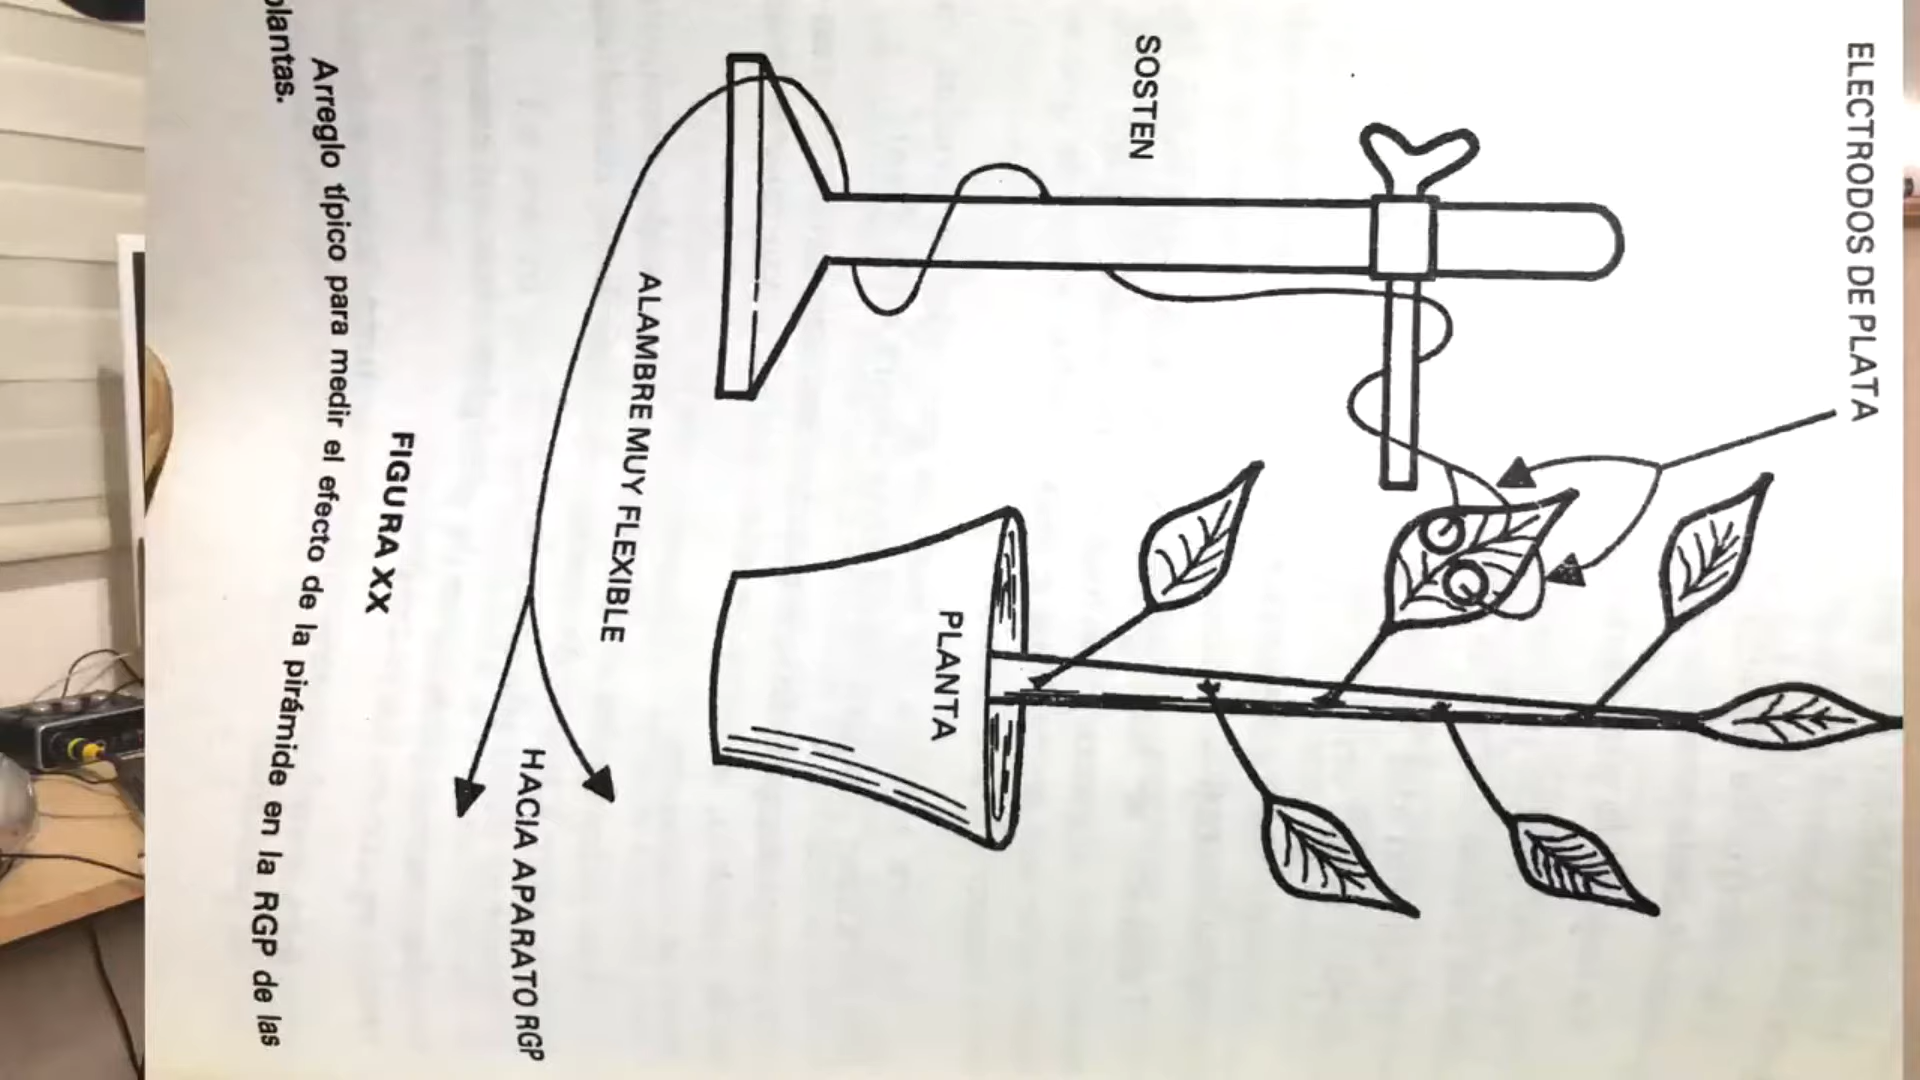 ELECTRODOS DE PLATA
SOSTEN
PLANTA
ALAMBRE MUY FLEXIBLE
HACIA APARATO RGP
FIGURA XX
Arreglo típico para medir el efecto de la pirámide en la RGP de las
plantas.